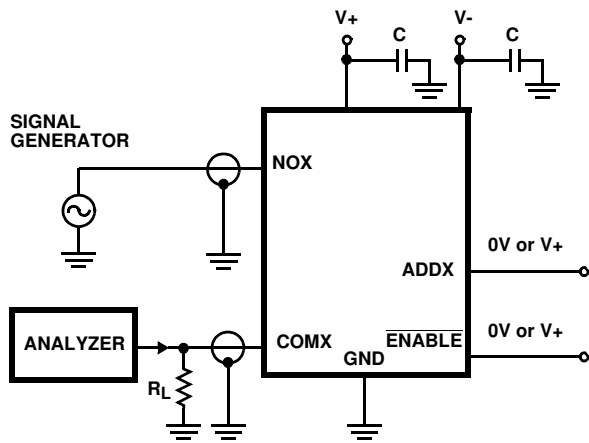 V+
V-
C
C
SIGNAL
GENERATOR
NOX
0V or V+
ADDX
0V or V+
ANALYZER
COMX
ENABLE
GND
RL